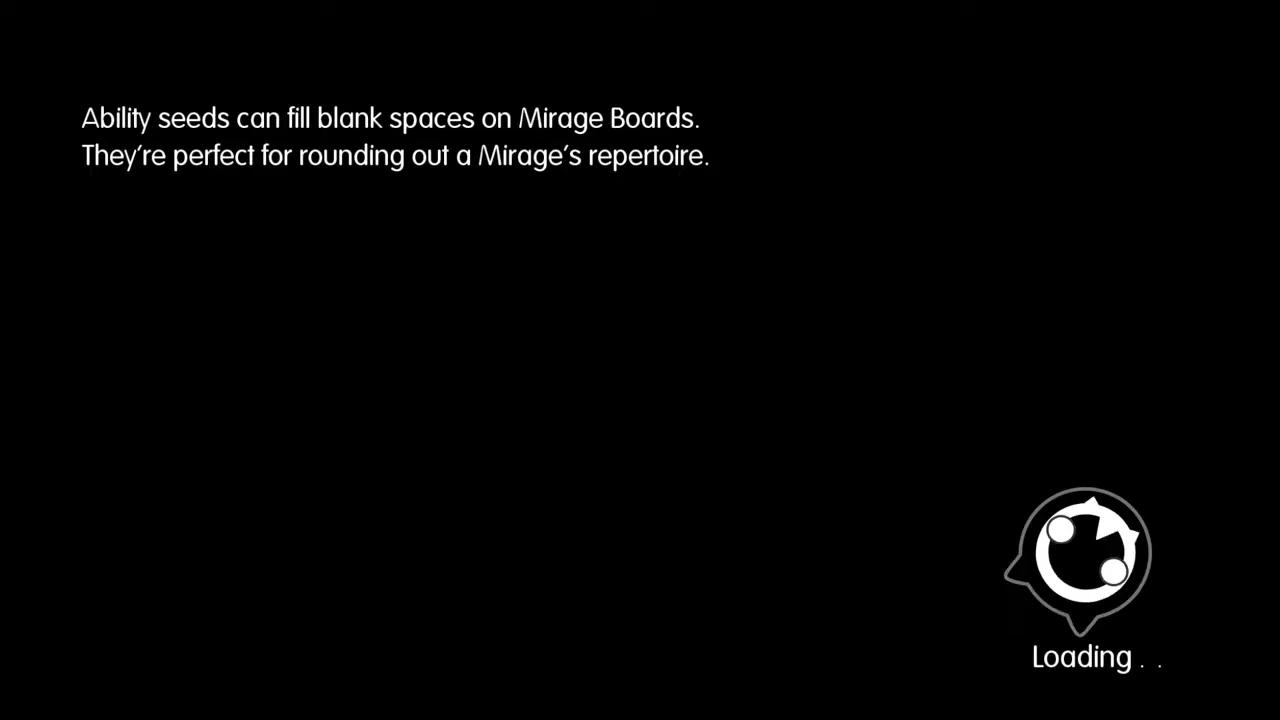 Ability seeds can fill blank spaces on Mirage Boards.
They're perfect for rounding out a Mirage's repertoire.
Loading . .